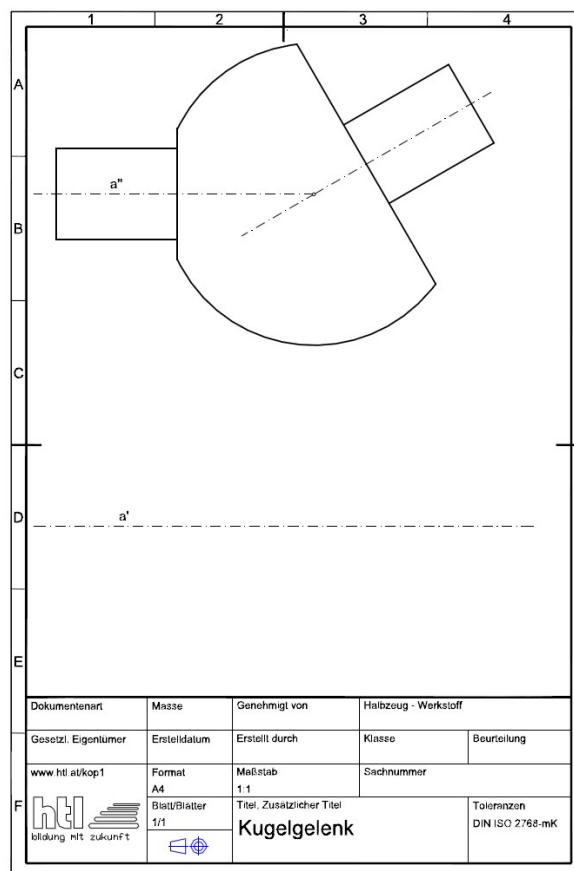 1 2 3 4
A
a"
B
C
D
a'
E
Dokumentenart Masse Genehmigt von Halbzeug - Werkstoff
Gesetzl. Eigentümer Erstelldatum Erstellt durch Klasse Beurteilung
www.htl.at/kop1 Format Maßstab Sachnummer
A4 1:1
F
htl Blatt/Blätter Titel, Zusätzlicher Titel Toleranzen
bildung mit zukunft 1/1 Kugelgelenk DIN ISO 2768-mK